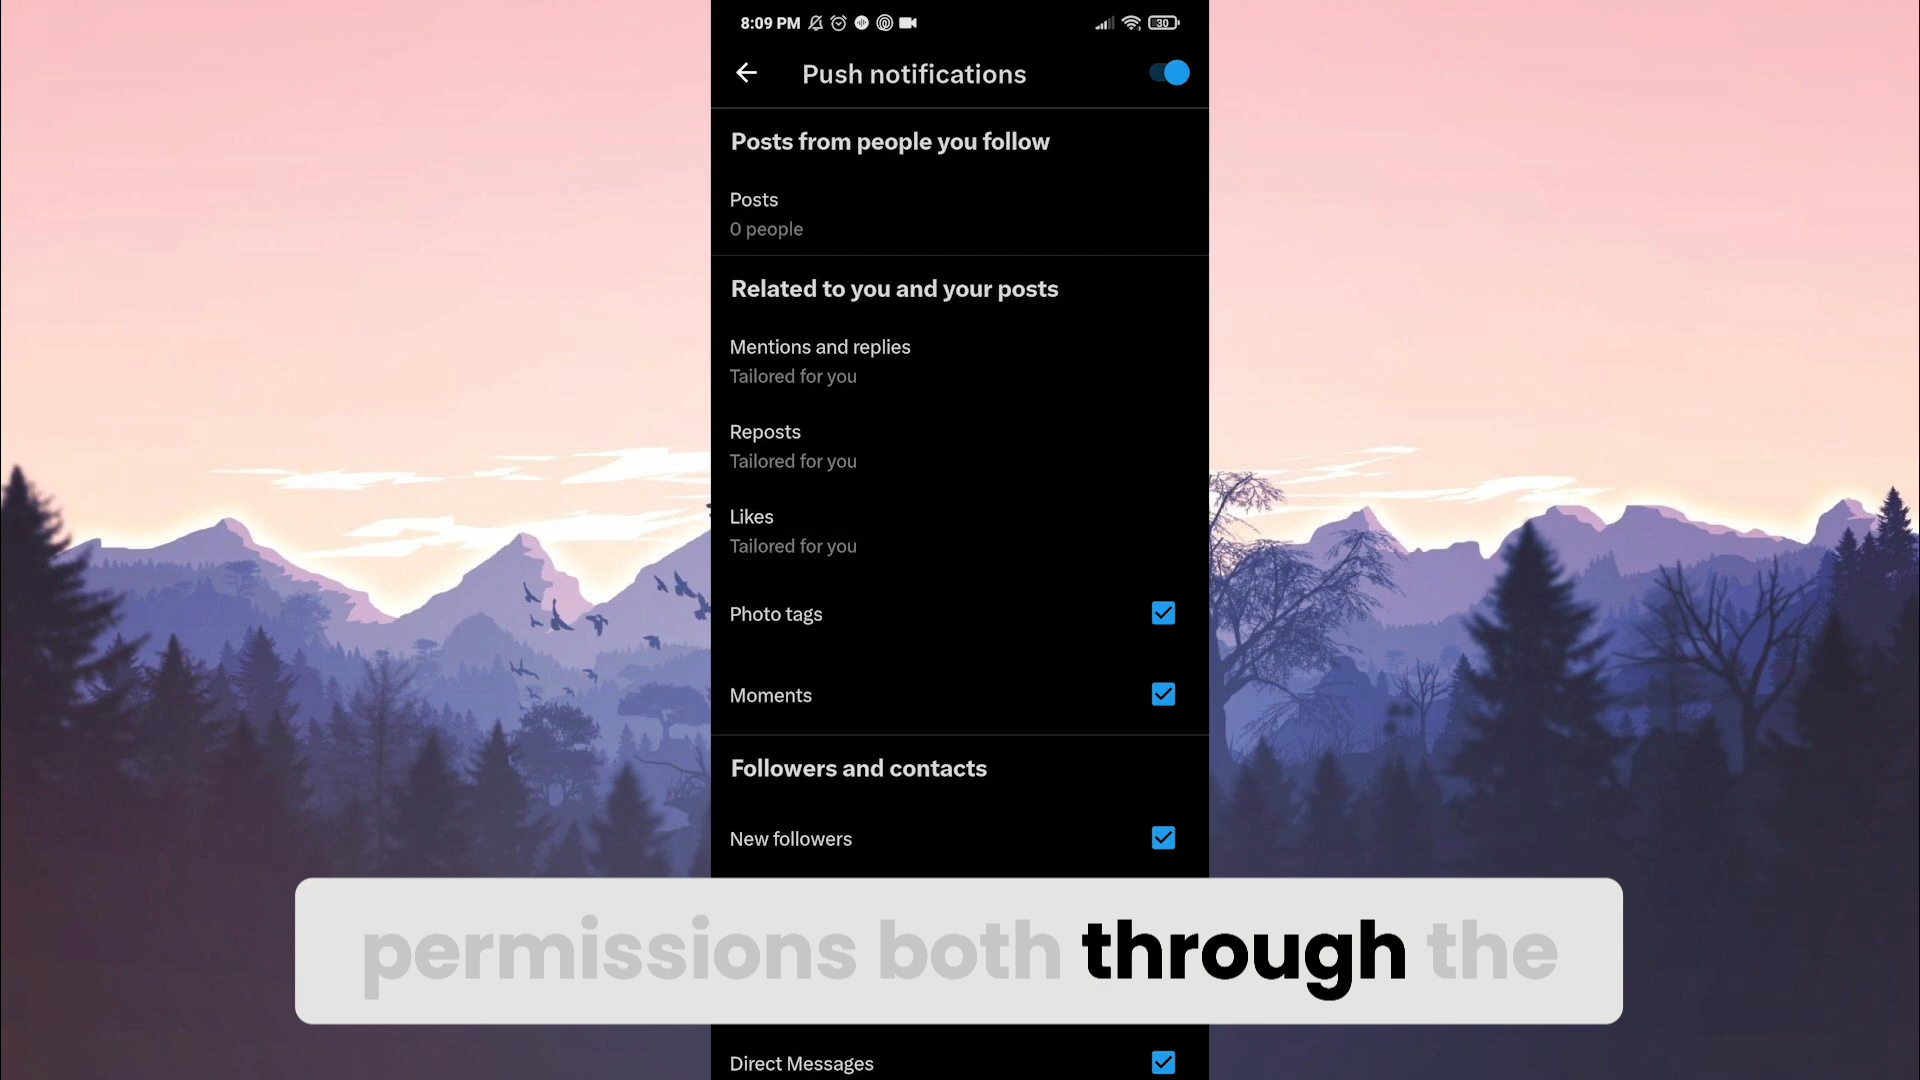 8:09 PM 30
Push notifications
Posts from people you follow
Posts
0 people
Related to you and your posts
Mentions and replies
Tailored for you
Reposts
Tailored for you
Likes
Tailored for you
Photo tags
Moments
Followers and contacts
New followers
permissions both through the
Direct Messages